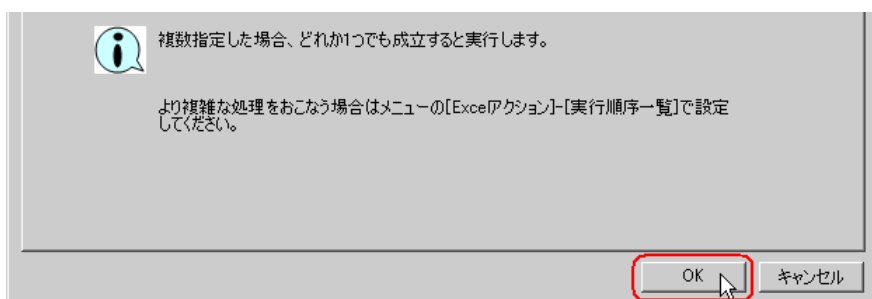 複数指定した場合、どれか1つでも成立すると実行します。
より複雑な処理をおこなう場合はメニューの[Excelアクション]-[実行順序一覧]で設定
してください。
OK キャンセル